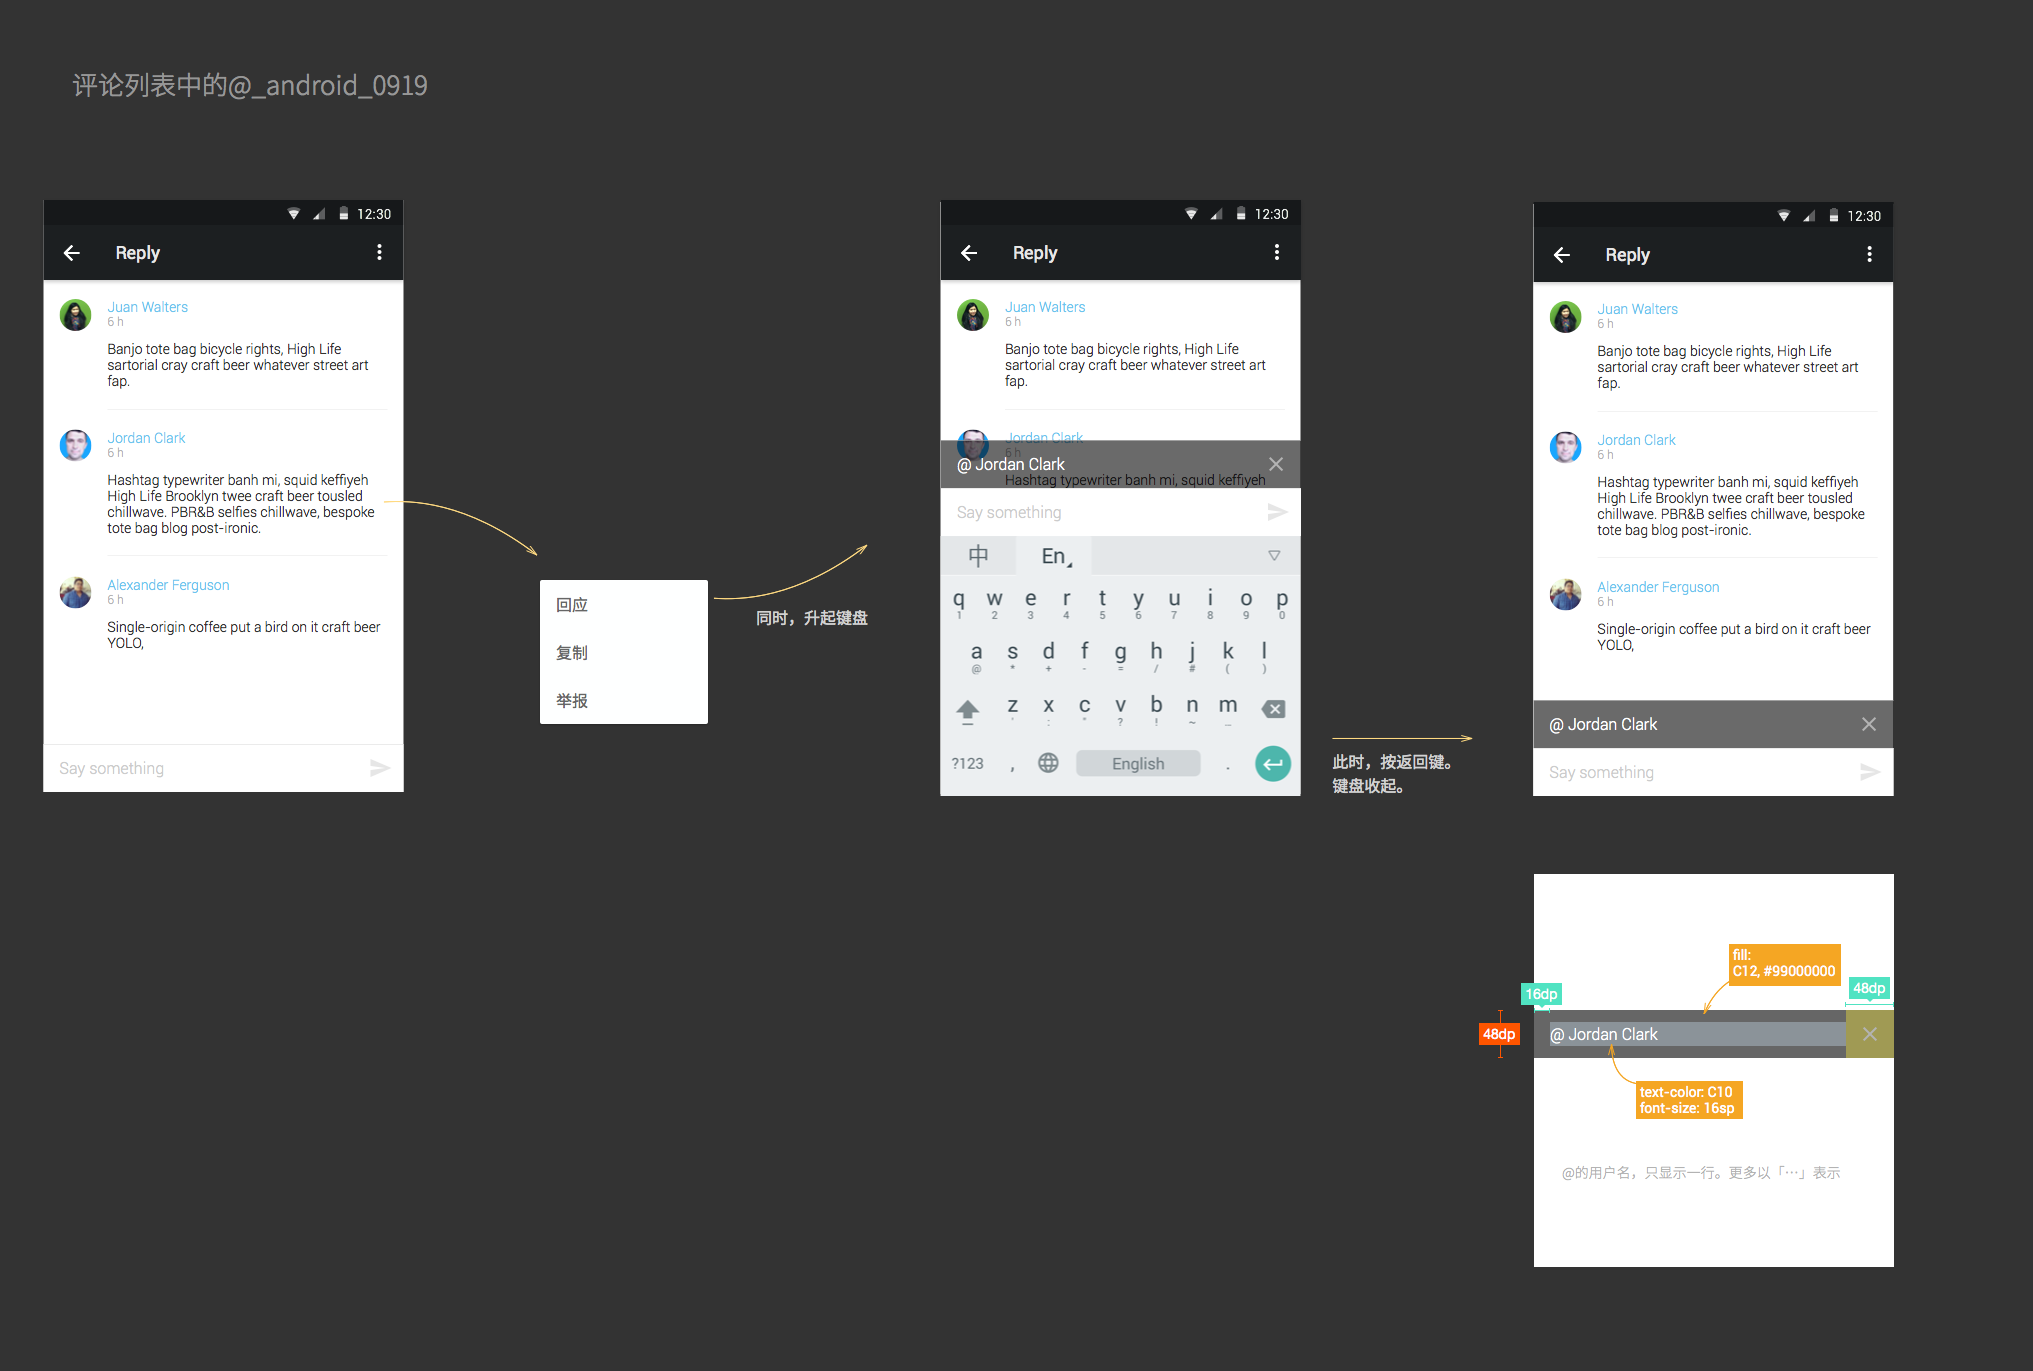 评论列表中的@_android_0919
12:30
Reply
Juan Walters
6 h
Banjo tote bag bicycle rights, High Life
sartorial cray craft beer whatever street art
fap.
Jordan Clark
6 h
Hashtag typewriter banh mi, squid keffiyeh
High Life Brooklyn twee craft beer tousled
chillwave. PBR&B selfies chillwave, bespoke
tote bag blog post-ironic.
Alexander Ferguson
6 h
Single-origin coffee put a bird on it craft beer
YOLO,
Say something
回应
复制
举报
同时，升起键盘
12:30
Reply
Juan Walters
6 h
Banjo tote bag bicycle rights, High Life
sartorial cray craft beer whatever street art
fap.
Jordan Clark
6 h
@ Jordan Clark
Hashtag typewriter banh mi, squid keffiyeh
Say something
中 En
q w e r t y u i o p
1 2 3 4 5 6 7 8 9 0
a s d f g h j k l
@ * + - = / # ( )
z x c v b n m
' : " ? ! ~ _
?123 , English .
此时，按返回键。
键盘收起。
12:30
Reply
Juan Walters
6 h
Banjo tote bag bicycle rights, High Life
sartorial cray craft beer whatever street art
fap.
Jordan Clark
6 h
Hashtag typewriter banh mi, squid keffiyeh
High Life Brooklyn twee craft beer tousled
chillwave. PBR&B selfies chillwave, bespoke
tote bag blog post-ironic.
Alexander Ferguson
6 h
Single-origin coffee put a bird on it craft beer
YOLO,
@ Jordan Clark
Say something
fill:
C12, #99000000
16dp
48dp
48dp
@ Jordan Clark
text-color: C10
font-size: 16sp
@的用户名，只显示一行。更多以「…」表示